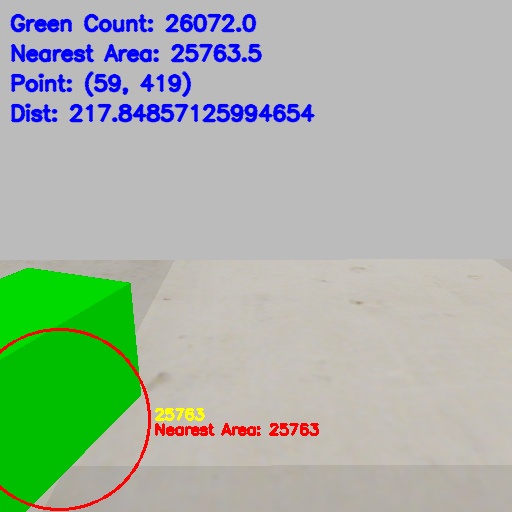 Green Count: 26072.0
Nearest Area: 25763.5
Point: (59, 419)
Dist: 217.84857125994654
25763
Nearest Area: 25763